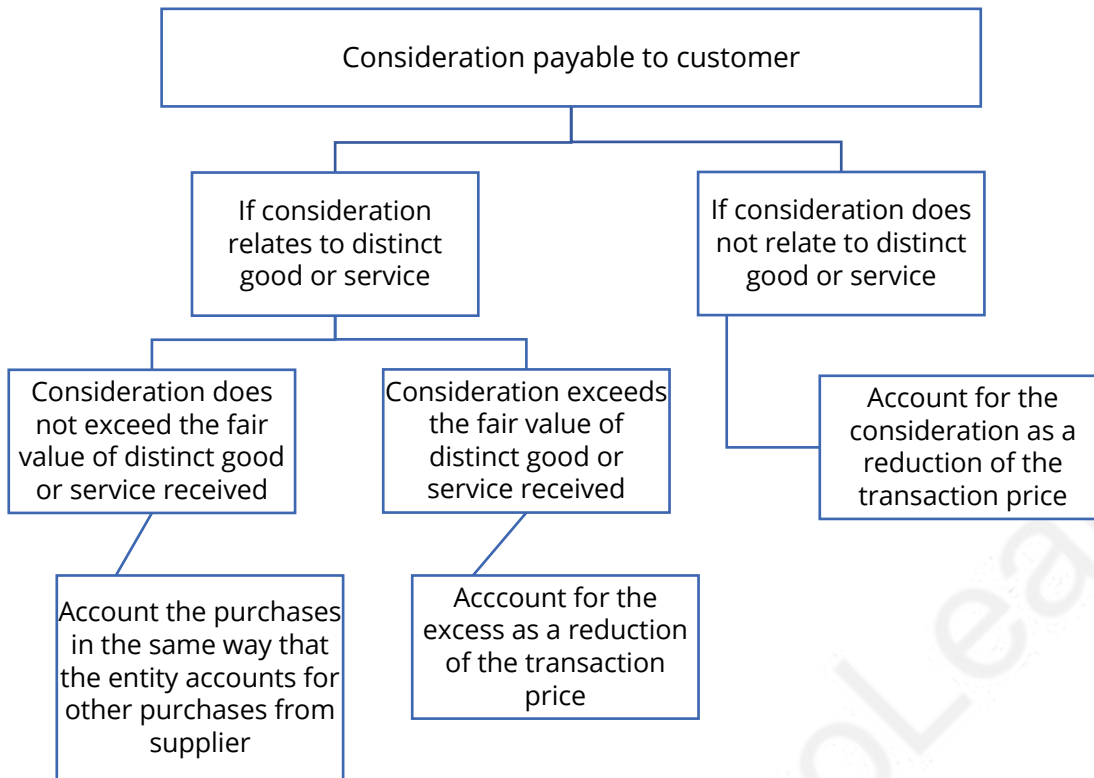 Consideration payable to customer
If consideration
relates to distinct
good or service
If consideration does
not relate to distinct
good or service
Consideration does
not exceed the fair
value of distinct good
or service received
Consideration exceeds
the fair value of
distinct good or
service received
Account for the
consideration as a
reduction of the
transaction price
Account the purchases
in the same way that
the entity accounts for
other purchases from
supplier
Acccount for the
excess as a reduction
of the transaction
price